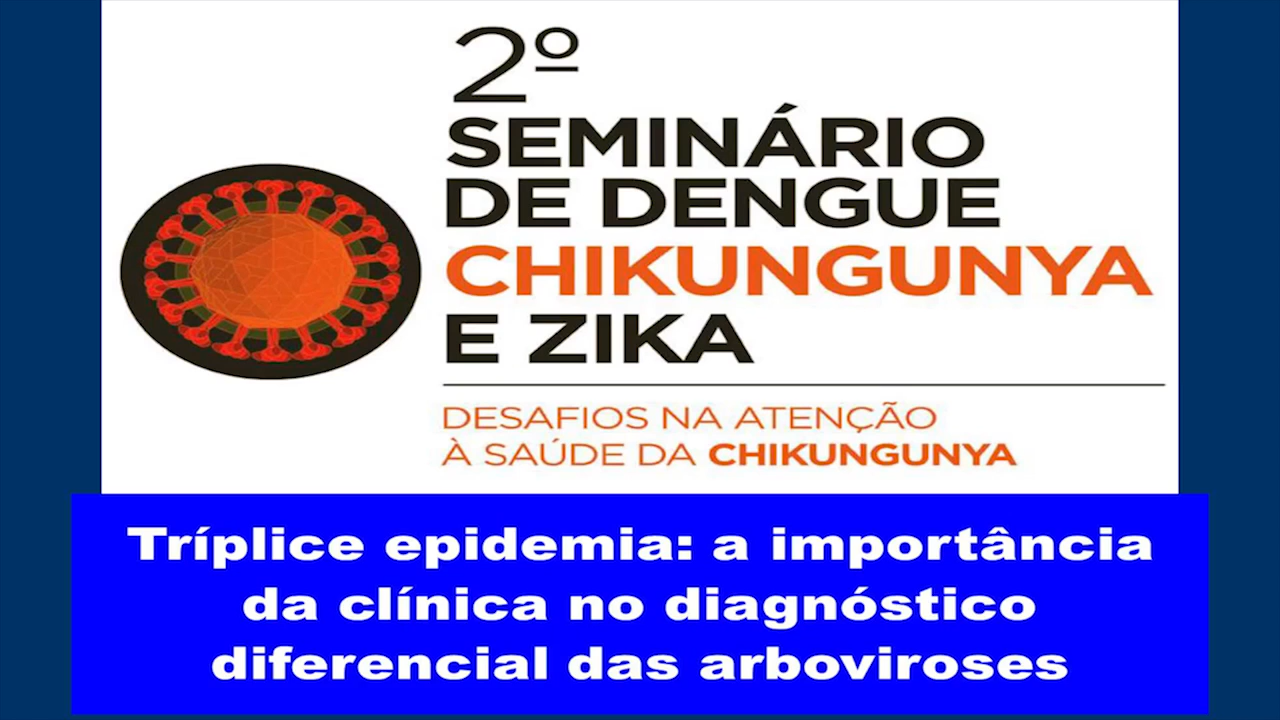 2º
SEMINÁRIO
DE DENGUE
CHIKUNGUNYA
E ZIKA
DESAFIOS NA ATENÇÃO
À SAÚDE DA CHIKUNGUNYA
Tríplice epidemia: a importância
da clínica no diagnóstico
diferencial das arboviroses